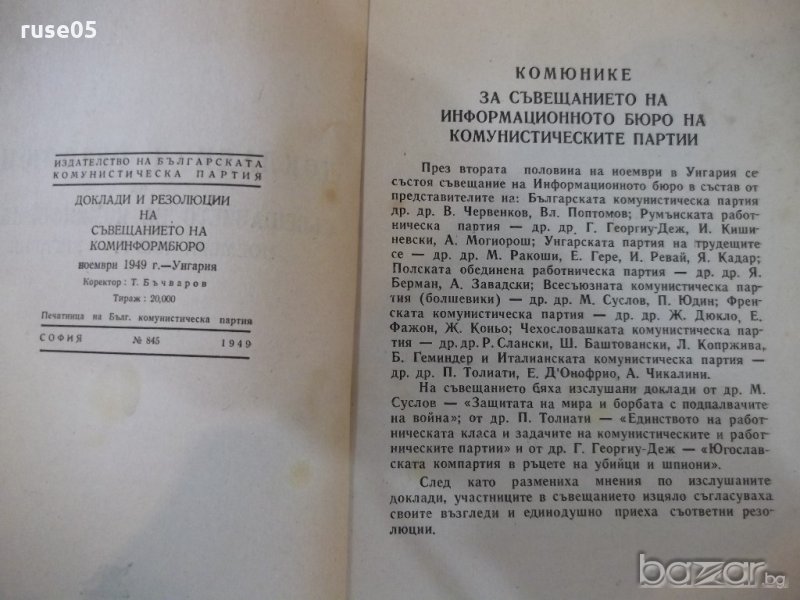 ruse05
ИЗДАТЕЛСТВО НА БЪЛГАРСКАТА
КОМУНИСТИЧЕСКА ПАРТИЯ
ДОКЛАДИ И РЕЗОЛЮЦИИ
НА
СЪВЕЩАНИЕТО НА
КОМИНФОРМБЮРО
ноември 1949 г.—Унгария
Коректор: Т. Бъчваров
Тираж: 20,000
Печатница на Бълг. комунистическа партия
СОФИЯ № 845 1949
КОМЮНИКЕ
ЗА СЪВЕЩАНИЕТО НА
ИНФОРМАЦИОННОТО БЮРО НА
КОМУНИСТИЧЕСКИТЕ ПАРТИИ
През втората половина на ноември в Унгария се
състоя съвещание на Информационното бюро в състав от
представителите на: Българската комунистическа партия
др. др. В. Червенков, Вл. Поптомов; Румънската работ-
ническа партия — др. др. Г. Георгиу-Деж, И. Киши-
невски, А. Могиорош; Унгарската партия на трудещите
се — др. др. М. Ракоши, Е. Гере, И. Ревай, Я. Кадар;
Полската обединена работническа партия — др. др. Я.
Берман, А. Завадски; Всесъюзната комунистическа пар-
тия (болшевики) — др. др. М. Суслов, П. Юдин; Френ-
ската комунистическа партия — др. др. Ж. Дюкло, Е.
Фажон, Ж. Коньо; Чехословашката комунистическа пар-
тия — др. др. Р. Слански, Ш. Баштовански, Л. Копржива,
Б. Геминдер и Италианската комунистическа партия —
др. др. П. Толиати, Е. Д'Онофрио, А. Чикалини.
На съвещанието бяха изслушани доклади от др. М.
Суслов — «Защитата на мира и борбата с подпалвачите
на война»; от др. П. Толиати — «Единството на рабо-
ническата класа и задачите на комунистическите и работ-
ническите партии» и от др. Г. Георгиу-Деж — «Югослав-
ската компартия в ръцете на убийци и шпиони».
След като размениха мнения по изслушаните
доклади, участниците в съвещанието изцяло съгласуваха
своите възгледи и единодушно приеха съответни резо-
люции.
bazar.bg